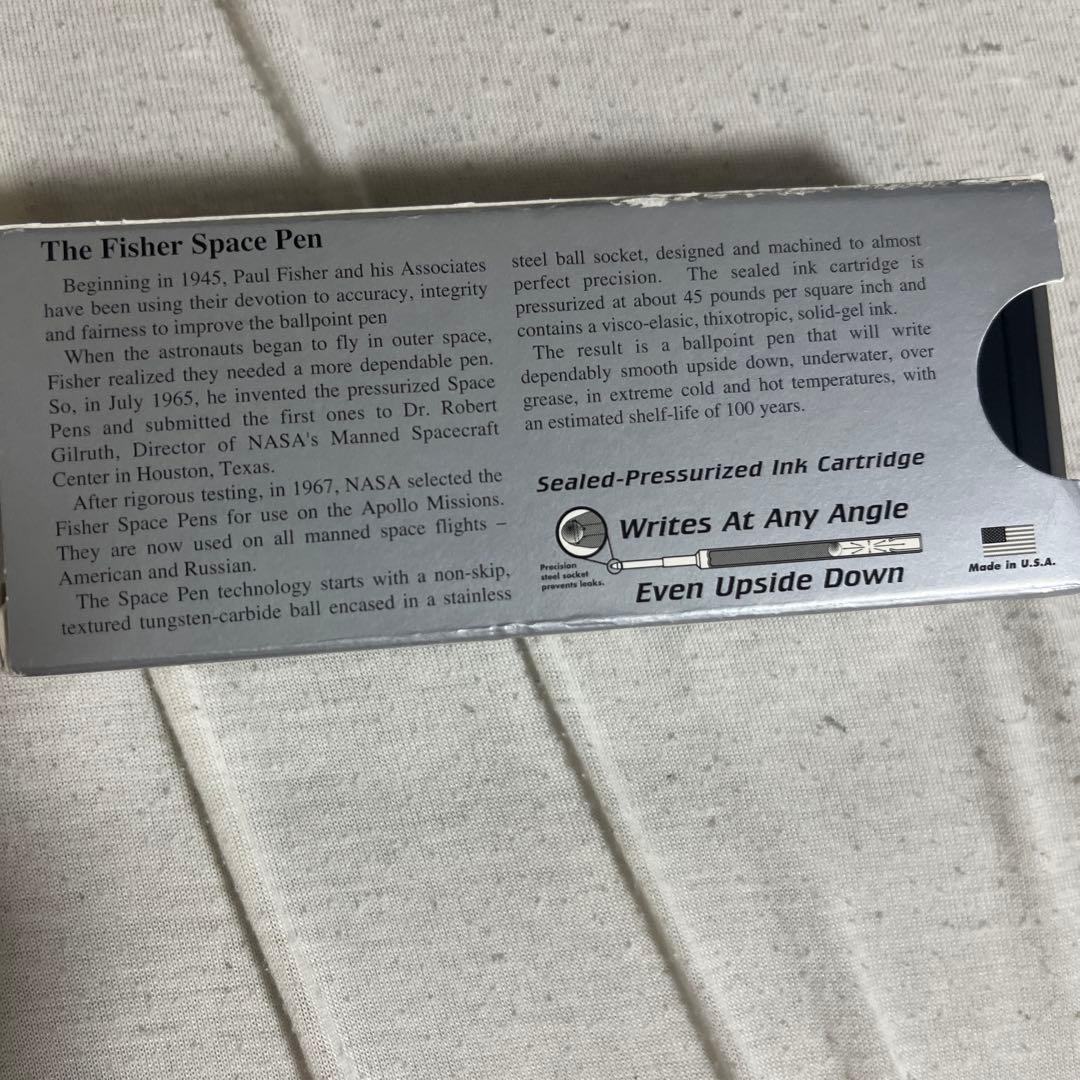 The Fisher Space Pen
Beginning in 1945, Paul Fisher and his Associates
have been using their devotion to accuracy, integrity
and fairness to improve the ballpoint pen
When the astronauts began to fly in outer space,
Fisher realized they needed a more dependable pen.
So, in July 1965, he invented the pressurized Space
Pens and submitted the first ones to Dr. Robert
Gilruth, Director of NASA's Manned Spacecraft
Center in Houston, Texas.
After rigorous testing, in 1967, NASA selected the
Fisher Space Pens for use on the Apollo Missions.
They are now used on all manned space flights –
American and Russian.
The Space Pen technology starts with a non-skip,
textured tungsten-carbide ball encased in a stainless
steel ball socket, designed and machined to almost
perfect precision. The sealed ink cartridge is
pressurized at about 45 pounds per square inch and
contains a visco-elasic, thixotropic, solid-gel ink.
The result is a ballpoint pen that will write
dependably smooth upside down, underwater, over
grease, in extreme cold and hot temperatures, with
an estimated shelf-life of 100 years.
Sealed-Pressurized Ink Cartridge
Writes At Any Angle
Precision
steel socket
prevents leaks.
Even Upside Down
Made in U.S.A.